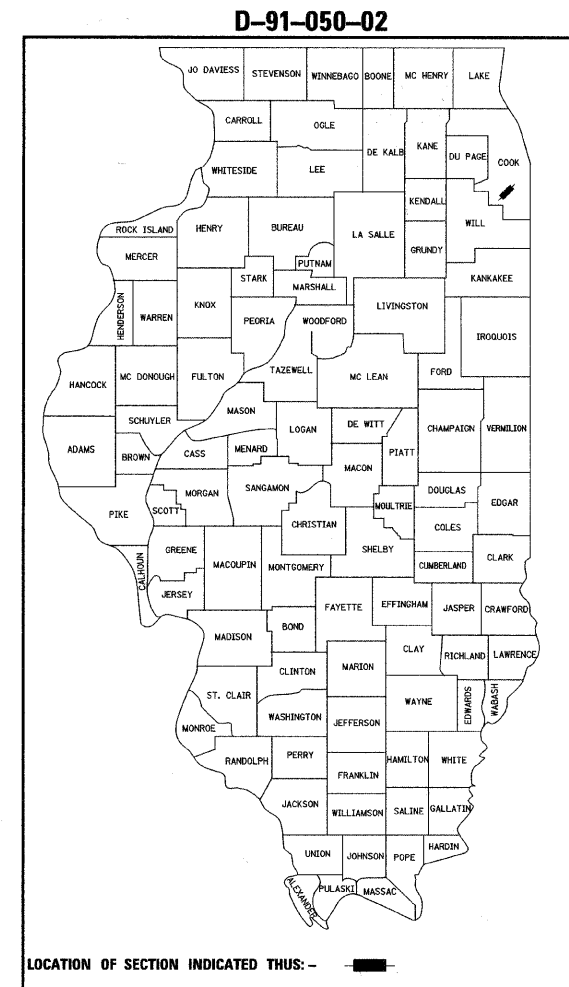 D-91-050-02
JO DAVIESS
STEVENSON
WINNEBAGO
BOONE
MC HENRY
LAKE
CARROLL
OGLE
DE KALB
KANE
DU PAGE
COOK
WHITESIDE
LEE
KENDALL
WILL
ROCK ISLAND
HENRY
BUREAU
LA SALLE
GRUNDY
MERCER
PUTNAM
STARK
MARSHALL
KANKAKEE
HENDERSON
WARREN
KNOX
PEORIA
WOODFORD
LIVINGSTON
IROQUOIS
HANCOCK
MC DONOUGH
FULTON
TAZEWELL
MC LEAN
FORD
MASON
SCHUYLER
LOGAN
DE WITT
CHAMPAIGN
VERMILION
ADAMS
BROWN
CASS
MENARD
PIATT
MACON
SANGAMON
MORGAN
DOUGLAS
EDGAR
PIKE
SCOTT
MOULTRIE
CHRISTIAN
COLES
GREENE
CALHOUN
MACOUPIN
MONTGOMERY
SHELBY
CUMBERLAND
CLARK
JERSEY
FAYETTE
EFFINGHAM
JASPER
CRAWFORD
MADISON
BOND
CLAY
RICHLAND
LAWRENCE
CLINTON
MARION
ST. CLAIR
WAYNE
EDWARDS
WABASH
WASHINGTON
JEFFERSON
MONROE
RANDOLPH
PERRY
HAMILTON
WHITE
FRANKLIN
JACKSON
WILLIAMSON
SALINE
GALLATIN
UNION
JOHNSON
POPE
HARDIN
ALEXANDER
PULASKI
MASSAC
LOCATION OF SECTION INDICATED THUS: -